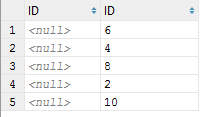 ID ID
1 <null> 6
2 <null> 4
3 <null> 8
4 <null> 2
5 <null> 10